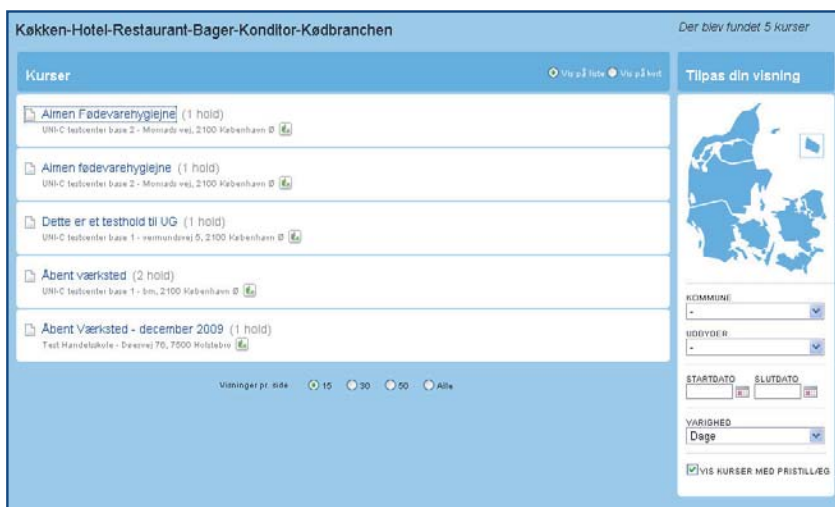 Køkken-Hotel-Restaurant-Bager-Konditor-Kødbranchen
Der blev fundet 5 kurser
Kurser
Vis på liste Vis på kort
Almen Fødevarehygiejne (1 hold)
UNI-C testcenter base 2 - vej, 2100 København Ø
Almen fødevarehygiejne (1 hold)
UNI-C testcenter base 2 - vej, 2100 København Ø
Dette er et testhold til UG (1 hold)
UNI-C testcenter base 1 - vermundsvej 5, 2100 København Ø
Åbent værksted (2 hold)
UNI-C testcenter base 1 - bm, 2100 København Ø
Åbent Værksted - december 2009 (1 hold)
Test Handelsskole - 76, 7500 Holstebro
Visninger pr. side 15 30 50 Alle
Tilpas din visning
KOMMUNE
-
UDBYDER
-
STARTDATO SLUTDATO
VARIGHED
Dage
VIS KURSER MED PRISTILLÆG